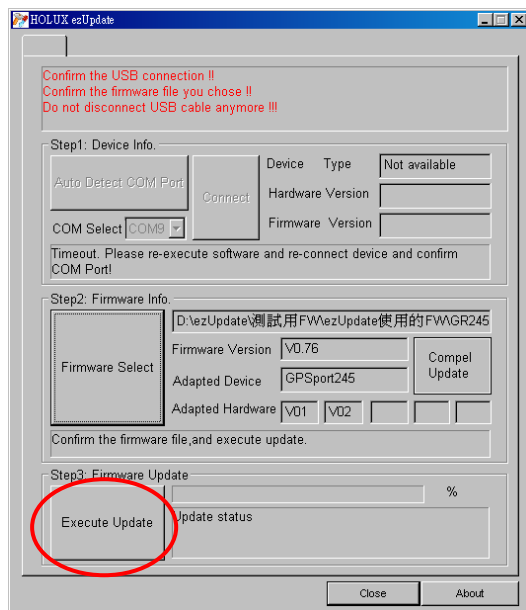 HOLUX ezUpdate
Confirm the USB connection !!
Confirm the firmware file you chose !!
Do not disconnect USB cable anymore !!!
Step1: Device Info.
Auto Detect COM Port
Connect
Device Type Not available
Hardware Version
COM Select COM9
Firmware Version
Timeout. Please re-execute software and re-connect device and confirm
COM Port!
Step2: Firmware Info.
Firmware Select
D:\ezUpdate\測試用FW\ezUpdate使用的FW\GR245
Firmware Version V0.76
Compel
Update
Adapted Device GPSport245
Adapted Hardware V01 V02
Confirm the firmware file,and execute update.
Step3: Firmware Update
%
Execute Update
Update status
Close About